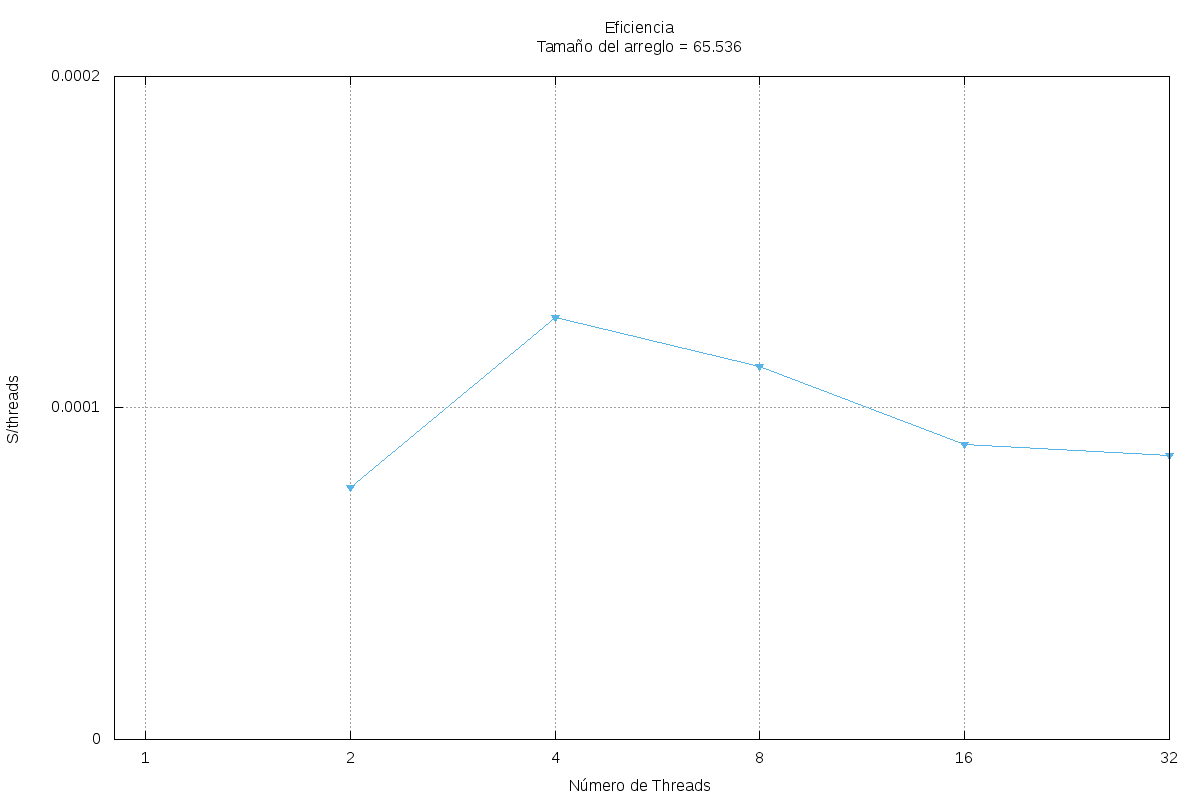 Eficiencia
Tamaño del arreglo = 65.536
0.0002
0.0001
0
S/threads
1 2 4 8 16 32
Número de Threads